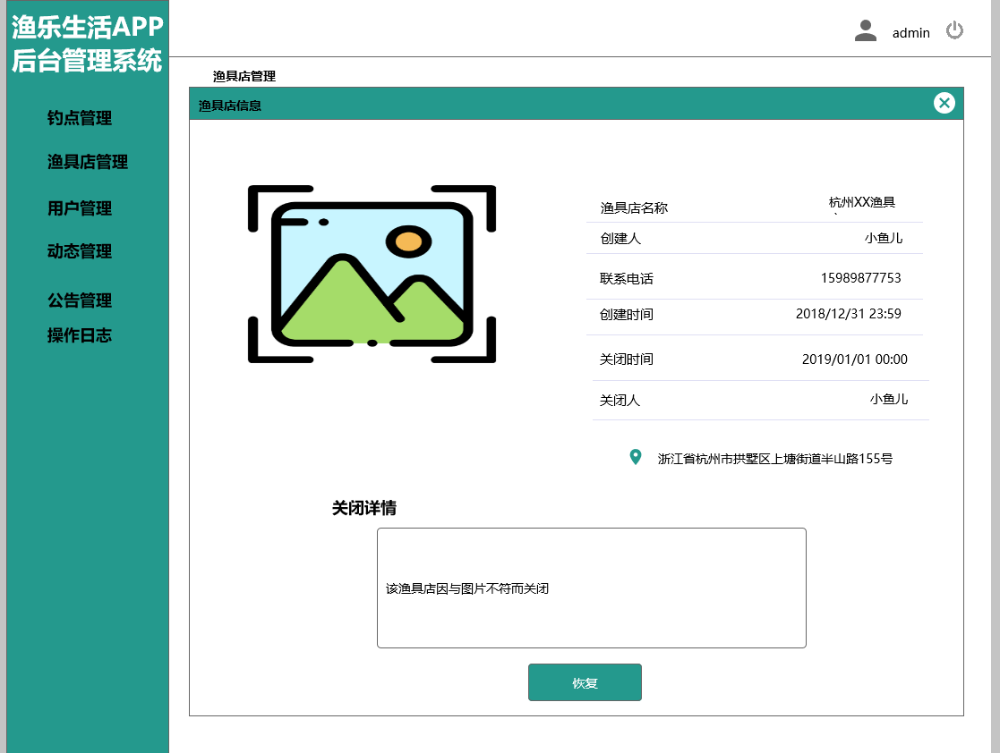 渔乐生活APP
后台管理系统
admin
钓点管理
渔具店管理
用户管理
动态管理
公告管理
操作日志
渔具店管理
渔具店信息
渔具店名称 杭州XX渔具
创建人 小鱼儿
联系电话 15989877753
创建时间 2018/12/31 23:59
关闭时间 2019/01/01 00:00
关闭人 小鱼儿
浙江省杭州市拱墅区上塘街道半山路155号
关闭详情
该渔具店因与图片不符而关闭
恢复